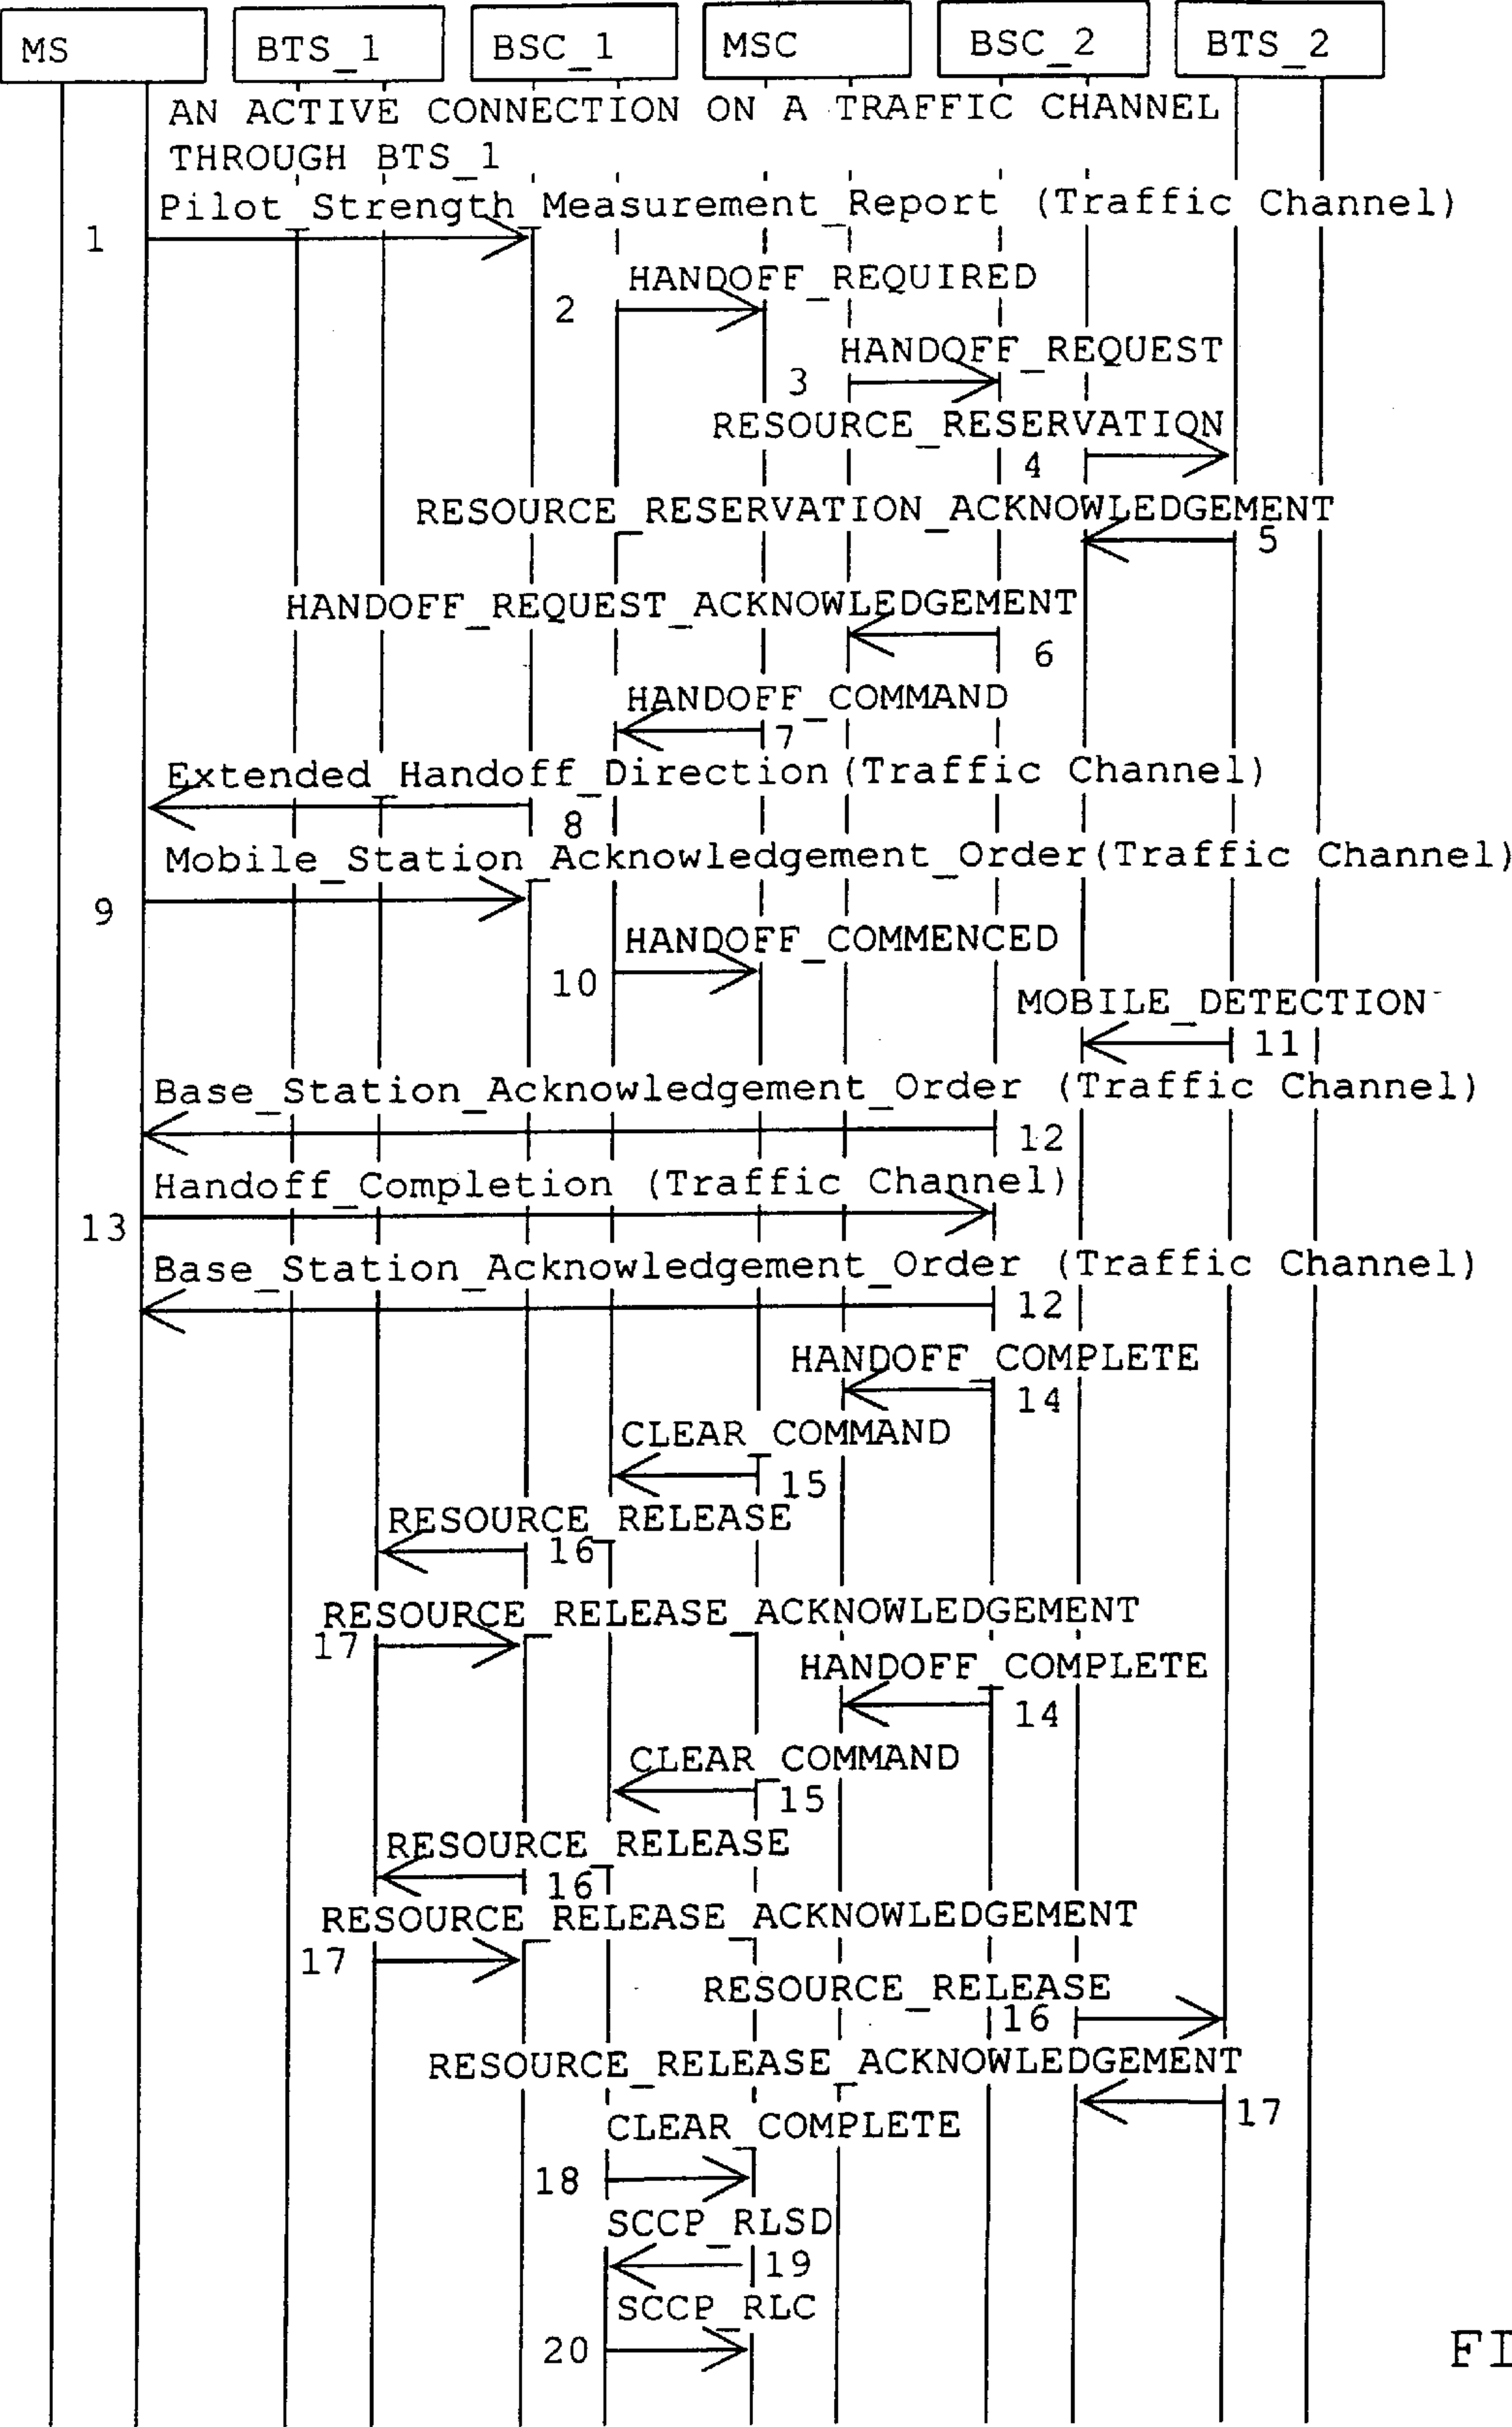 MS BTS_1 BSC_1 MSC BSC_2 BTS_2
AN ACTIVE CONNECTION ON A TRAFFIC CHANNEL
THROUGH BTS_1
Pilot_Strength_Measurement_Report (Traffic Channel)
1
HANDOFF_REQUIRED
2
HANDOFF_REQUEST
3
RESOURCE_RESERVATION
4
RESOURCE_RESERVATION_ACKNOWLEDGEMENT
5
HANDOFF_REQUEST_ACKNOWLEDGEMENT
6
HANDOFF_COMMAND
7
Extended_Handoff_Direction (Traffic Channel)
8
Mobile_Station_Acknowledgement_Order (Traffic Channel)
9
HANDOFF_COMMENCED
10
MOBILE_DETECTION
11
Base_Station_Acknowledgement_Order (Traffic Channel)
12
Handoff_Completion (Traffic Channel)
13
Base_Station_Acknowledgement_Order (Traffic Channel)
12
HANDOFF_COMPLETE
14
CLEAR_COMMAND
15
RESOURCE_RELEASE
16
RESOURCE_RELEASE_ACKNOWLEDGEMENT
17
HANDOFF_COMPLETE
14
CLEAR_COMMAND
15
RESOURCE_RELEASE
16
RESOURCE_RELEASE_ACKNOWLEDGEMENT
17
RESOURCE_RELEASE
16
RESOURCE_RELEASE_ACKNOWLEDGEMENT
17
CLEAR_COMPLETE
18
SCCP_RLSD
19
SCCP_RLC
20
FI